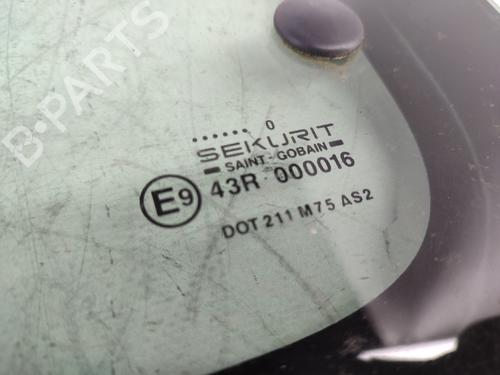 ...... 0
SEKURIT
SAINT-GOBAIN
E9 43R 000016
DOT 211 M75 AS2
B-PARTS